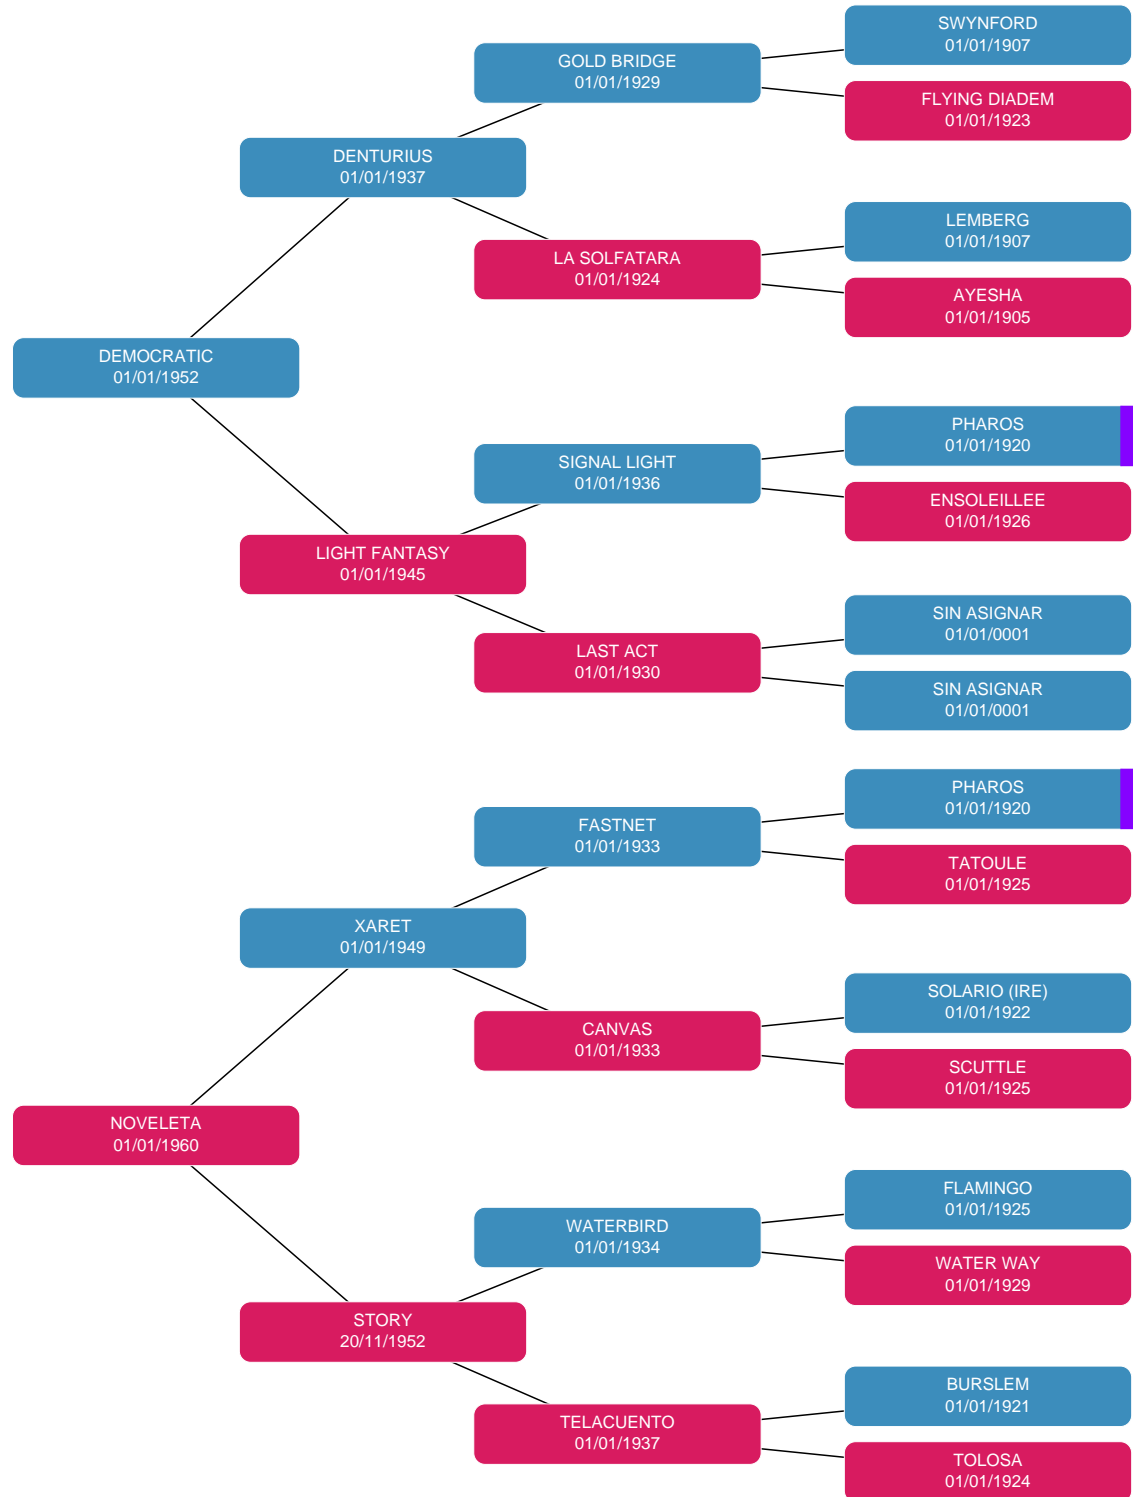 SWYNFORD
01/01/1907
GOLD BRIDGE
01/01/1929
FLYING DIADEM
01/01/1923
DENTURIUS
01/01/1937
LEMBERG
01/01/1907
LA SOLFATARA
01/01/1924
AYESHA
01/01/1905
DEMOCRATIC
01/01/1952
PHAROS
01/01/1920
SIGNAL LIGHT
01/01/1936
ENSOLEILLEE
01/01/1926
LIGHT FANTASY
01/01/1945
SIN ASIGNAR
01/01/0001
LAST ACT
01/01/1930
SIN ASIGNAR
01/01/0001
PHAROS
01/01/1920
FASTNET
01/01/1933
TATOULE
01/01/1925
XARET
01/01/1949
SOLARIO (IRE)
01/01/1922
CANVAS
01/01/1933
SCUTTLE
01/01/1925
NOVELETA
01/01/1960
FLAMINGO
01/01/1925
WATERBIRD
01/01/1934
WATER WAY
01/01/1929
STORY
20/11/1952
BURSLEM
01/01/1921
TELACUENTO
01/01/1937
TOLOSA
01/01/1924